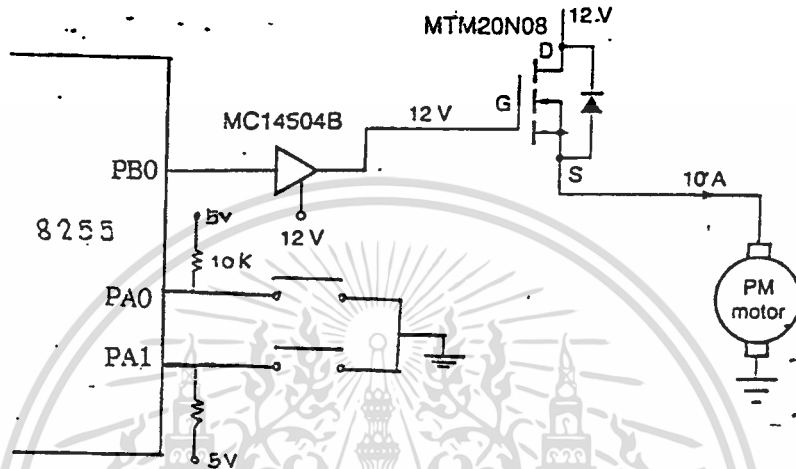 MTM20N08
12.V
D
G
S
MC14504B
12 V
PB0
12 V
10 A
5v
8255
10K
PA0
PA1
5V
PM
motor